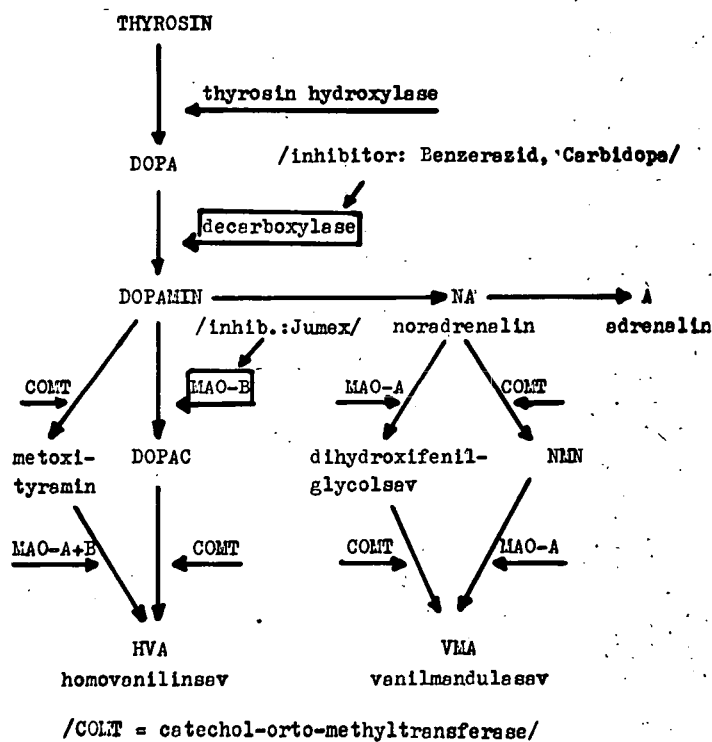 THYROSIN
thyrosin hydroxylase
/inhibitor: Benzerazid, Carbidopa/
DOPA
decarboxylase
DOPAMIN
NA
A
/inhib.:Jumex/
noradrenalin
adrenalin
COMT
MAO-B
MAO-A
COMT
metoxi-
tyramin
DOPAC
dihydroxifenil-
glycolsav
NMN
MAO-A+B
COMT
COMT
MAO-A
HVA
homovanilinsav
VMA
vanilmandulasav
/COMT = catechol-orto-methyltransferase/